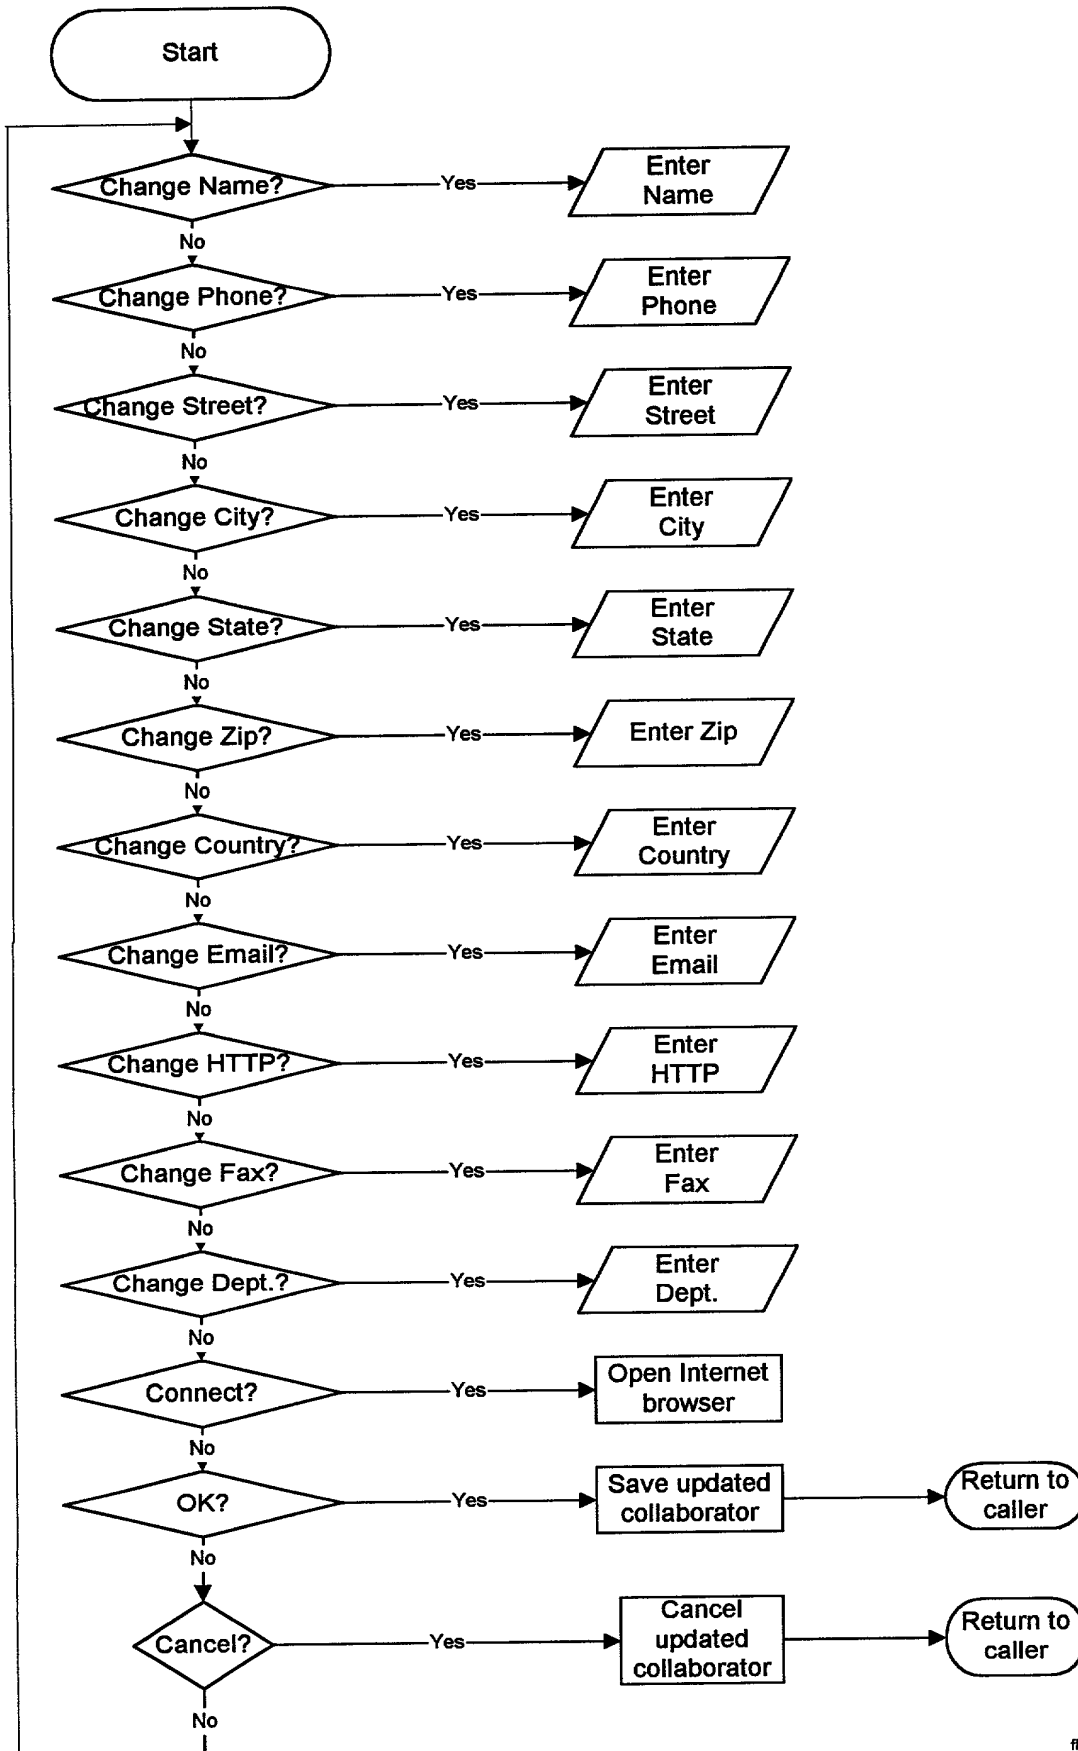 Start
Change Name?
Yes
Enter
Name
No
Change Phone?
Yes
Enter
Phone
No
Change Street?
Yes
Enter
Street
No
Change City?
Yes
Enter
City
No
Change State?
Yes
Enter
State
No
Change Zip?
Yes
Enter Zip
No
Change Country?
Yes
Enter
Country
No
Change Email?
Yes
Enter
Email
No
Change HTTP?
Yes
Enter
HTTP
No
Change Fax?
Yes
Enter
Fax
No
Change Dept.?
Yes
Enter
Dept.
No
Connect?
Yes
Open Internet
browser
No
OK?
Yes
Save updated
collaborator
Return to
caller
No
Cancel?
Yes
Cancel
updated
collaborator
Return to
caller
No